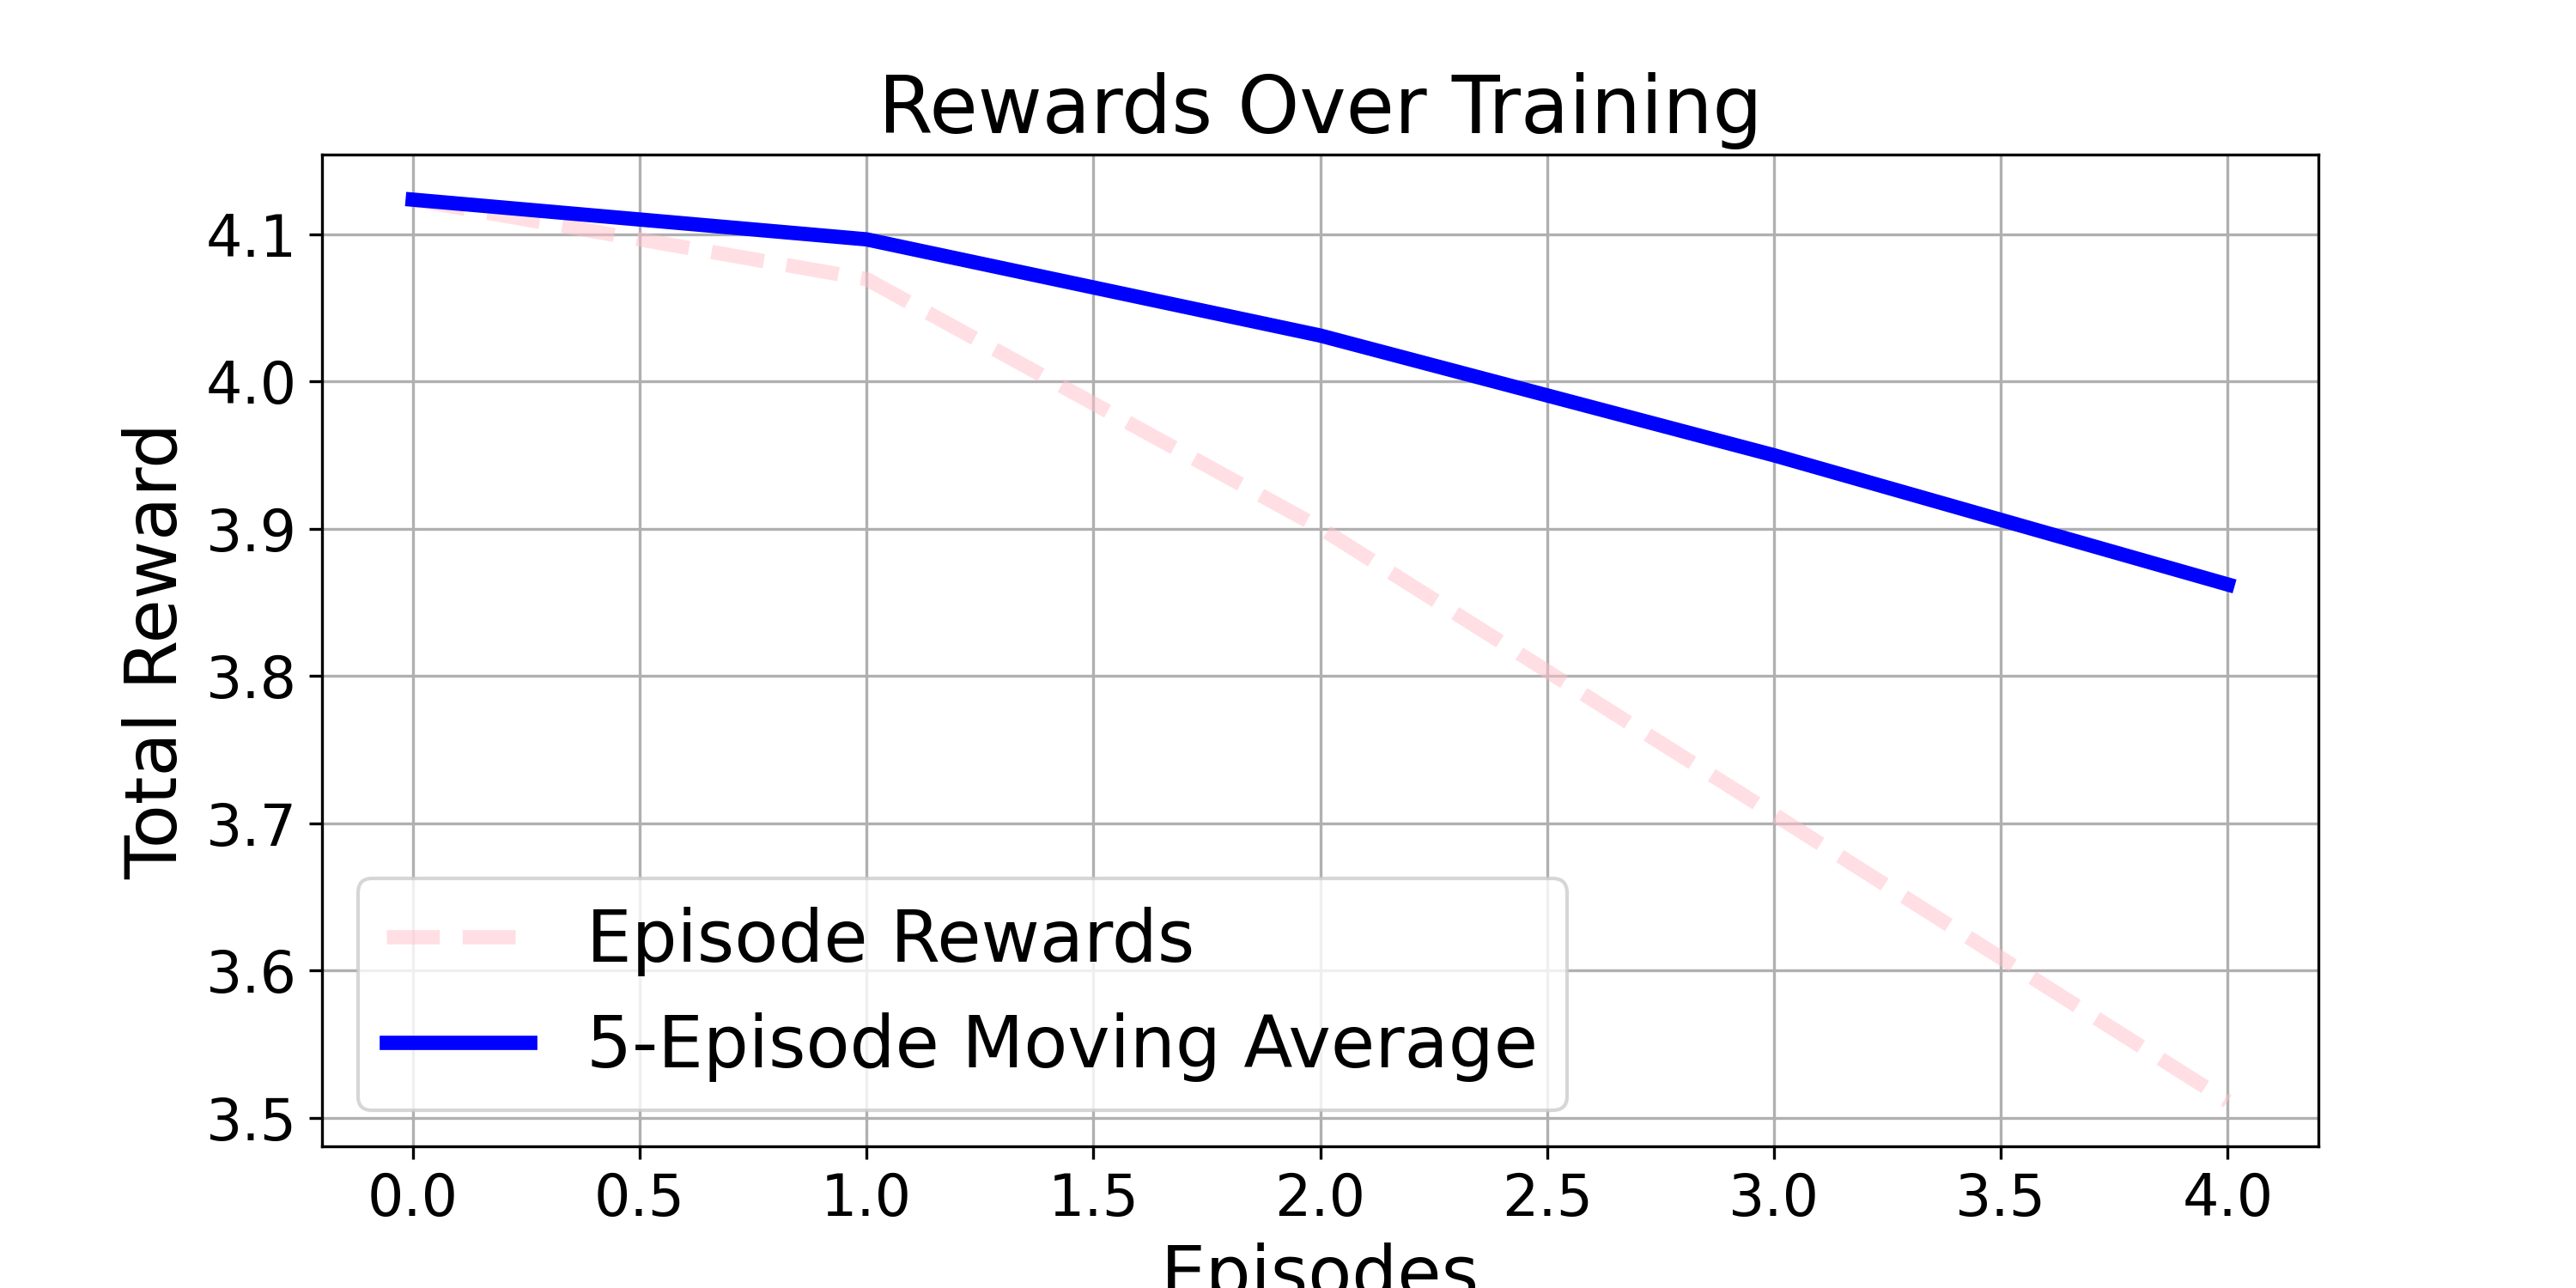 Rewards Over Training
Total Reward
4.1
4.0
3.9
3.8
3.7
3.6
3.5
Episode Rewards
5-Episode Moving Average
0.0 0.5 1.0 1.5 2.0 2.5 3.0 3.5 4.0
Episodes